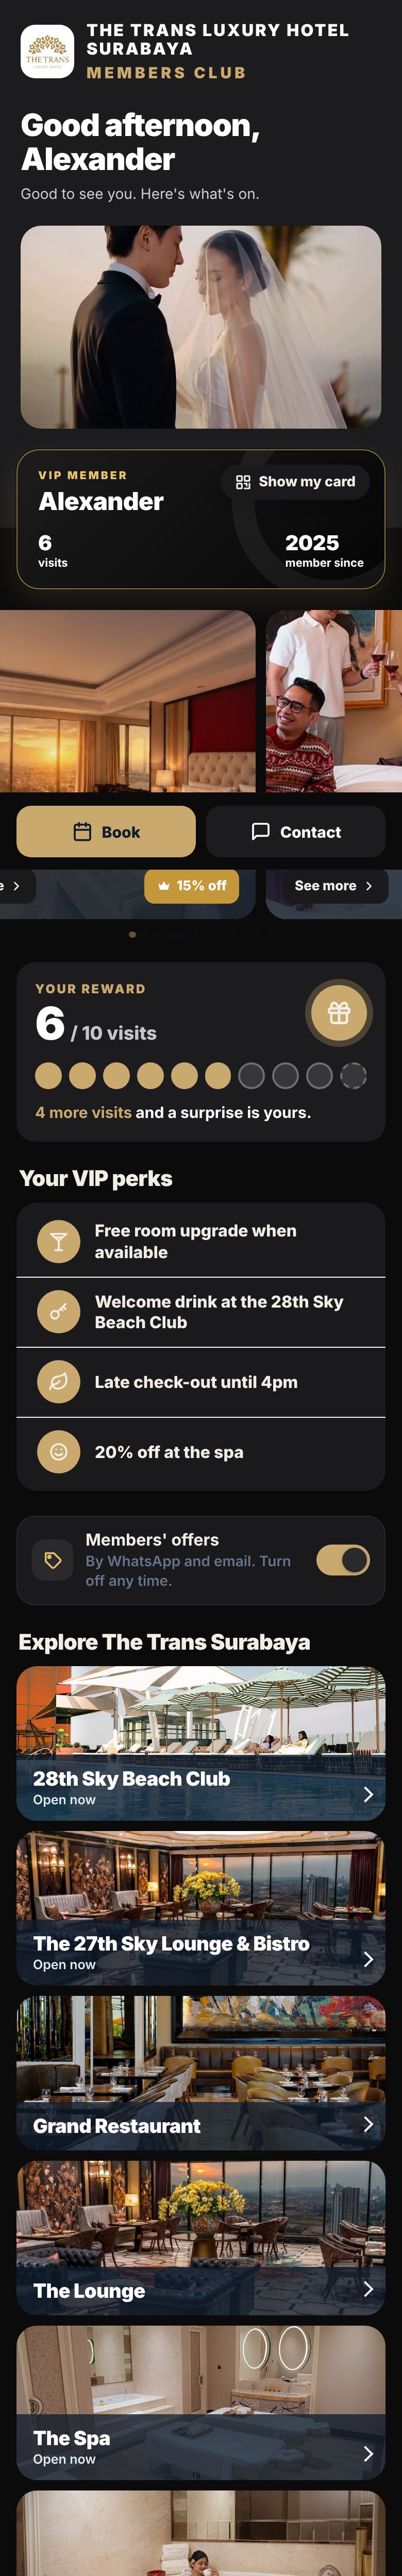 THE TRANS
LUXURY HOTEL
THE TRANS LUXURY HOTEL
SURABAYA
MEMBERS CLUB
Good afternoon,
Alexander
Good to see you. Here's what's on.
VIP MEMBER
Show my card
Alexander
6
visits
2025
member since
Book
Contact
15% off
See more
YOUR REWARD
6 / 10 visits
4 more visits and a surprise is yours.
Your VIP perks
Free room upgrade when
available
Welcome drink at the 28th Sky
Beach Club
Late check-out until 4pm
20% off at the spa
Members' offers
By WhatsApp and email. Turn
off any time.
Explore The Trans Surabaya
28th Sky Beach Club
Open now
The 27th Sky Lounge & Bistro
Open now
Grand Restaurant
The Lounge
The Spa
Open now